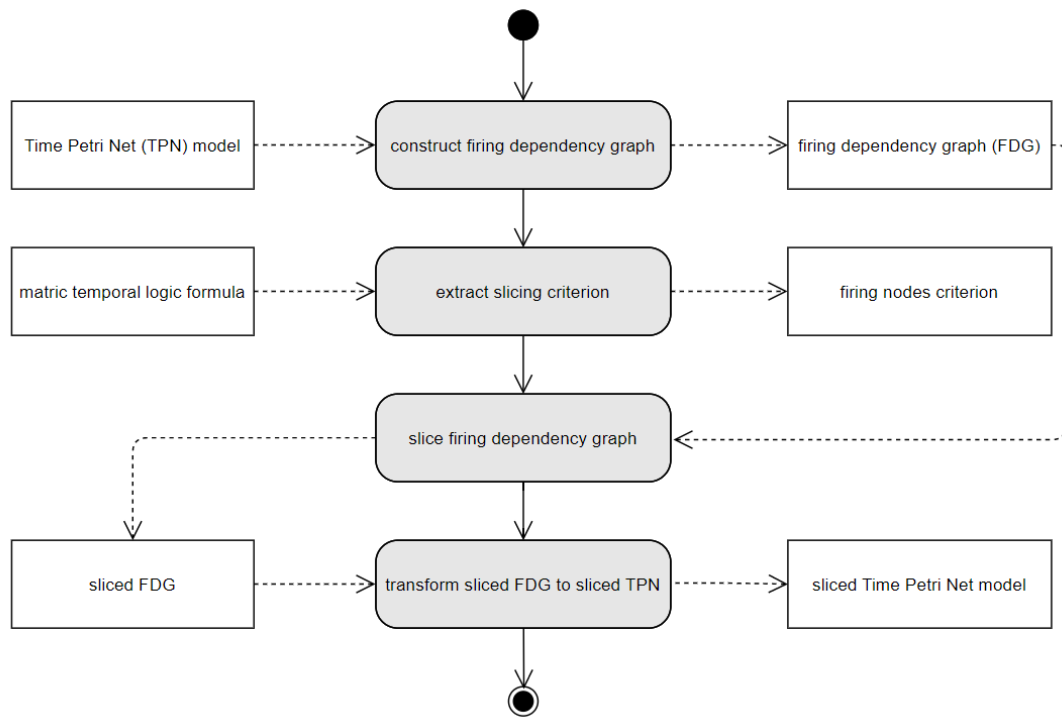 Time Petri Net (TPN) model
construct firing dependency graph
firing dependency graph (FDG)
matric temporal logic formula
extract slicing criterion
firing nodes criterion
slice firing dependency graph
sliced FDG
transform sliced FDG to sliced TPN
sliced Time Petri Net model